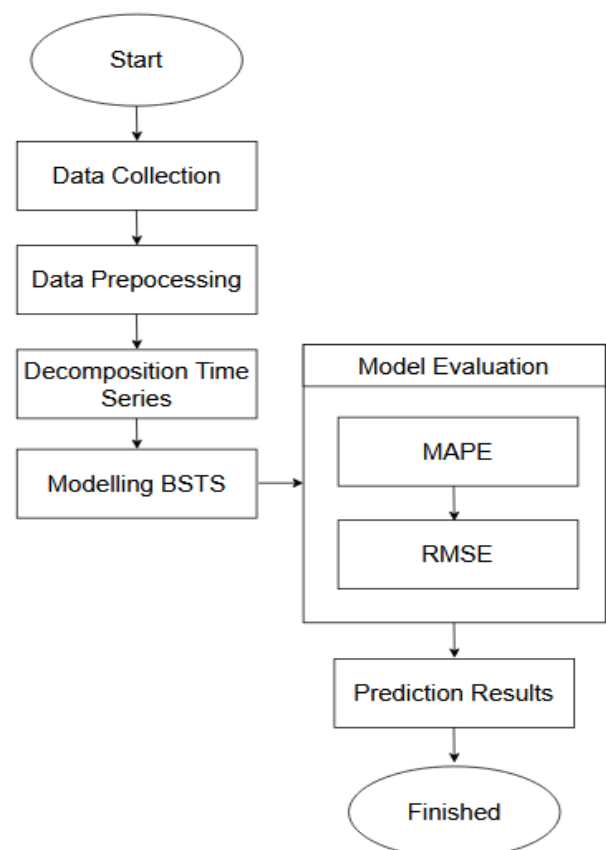 Start
Data Collection
Data Prepocessing
Decomposition Time
Series
Modelling BSTS
Model Evaluation
MAPE
RMSE
Prediction Results
Finished